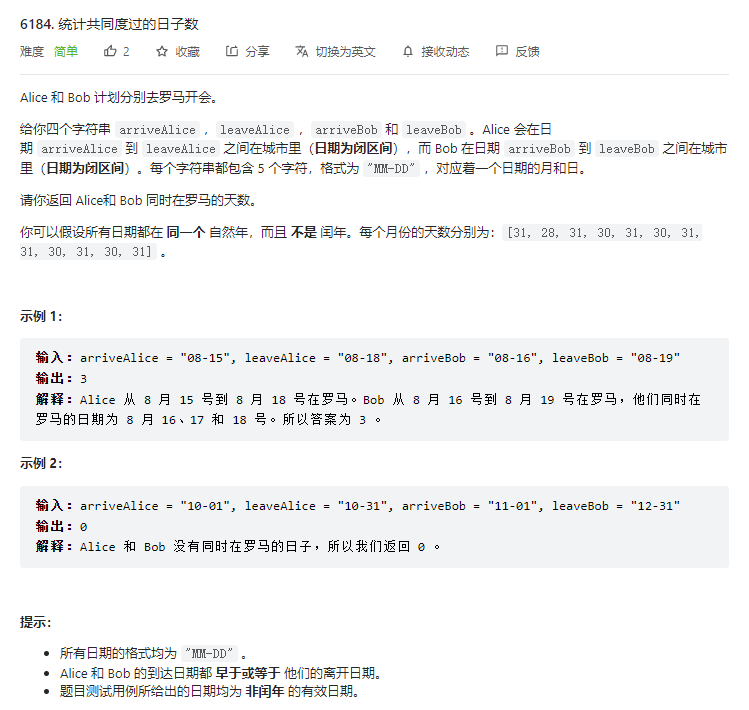 6184. 统计共同度过的日子数
难度 简单 2 收藏 分享 切换为英文 接收动态 反馈
Alice 和 Bob 计划分别去罗马开会。
给你四个字符串 arriveAlice ，leaveAlice ，arriveBob 和 leaveBob 。Alice 会在日
期 arriveAlice 到 leaveAlice 之间在城市里（日期为闭区间），而 Bob 在日期 arriveBob 到 leaveBob 之间在城市
里（日期为闭区间）。每个字符串都包含 5 个字符，格式为 "MM-DD" ，对应着一个日期的月和日。
请你返回 Alice和 Bob 同时在罗马的天数。
你可以假设所有日期都在 同一个 自然年，而且 不是 闰年。每个月份的天数分别为：[31, 28, 31, 30, 31, 30, 31,
31, 30, 31, 30, 31] 。
示例 1：
输入：arriveAlice = "08-15", leaveAlice = "08-18", arriveBob = "08-16", leaveBob = "08-19"
输出：3
解释：Alice 从 8 月 15 号到 8 月 18 号在罗马。Bob 从 8 月 16 号到 8 月 19 号在罗马，他们同时在
罗马的日期为 8 月 16、17 和 18 号。所以答案为 3 。
示例 2：
输入：arriveAlice = "10-01", leaveAlice = "10-31", arriveBob = "11-01", leaveBob = "12-31"
输出：0
解释：Alice 和 Bob 没有同时在罗马的日子，所以我们返回 0 。
提示：
所有日期的格式均为 "MM-DD" 。
Alice 和 Bob 的到达日期都 早于或等于 他们的离开日期。
题目测试用例所给出的日期均为 非闰年 的有效日期。